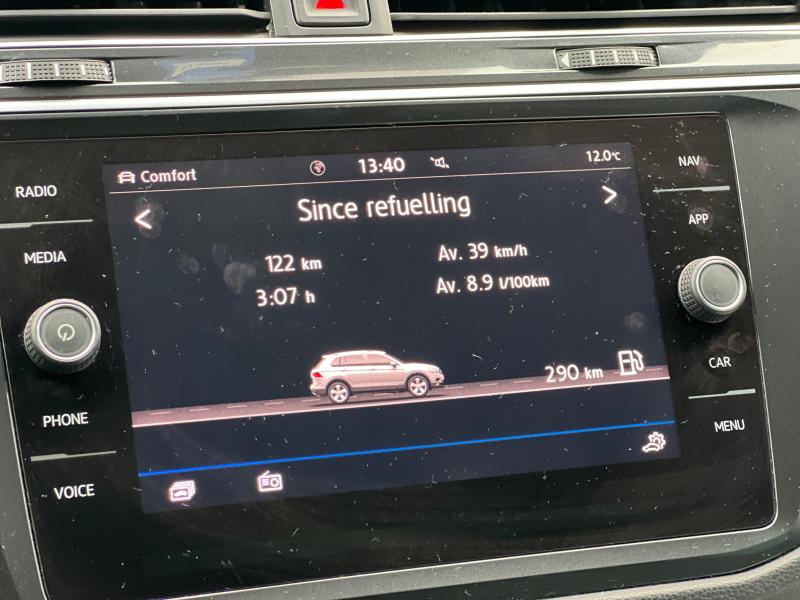 Comfort 13:40 12.0°C
Since refuelling
122 km Av. 39 km/h
3:07 h Av. 8.9 l/100km
290 km
RADIO
MEDIA
PHONE
VOICE
NAV
APP
CAR
MENU